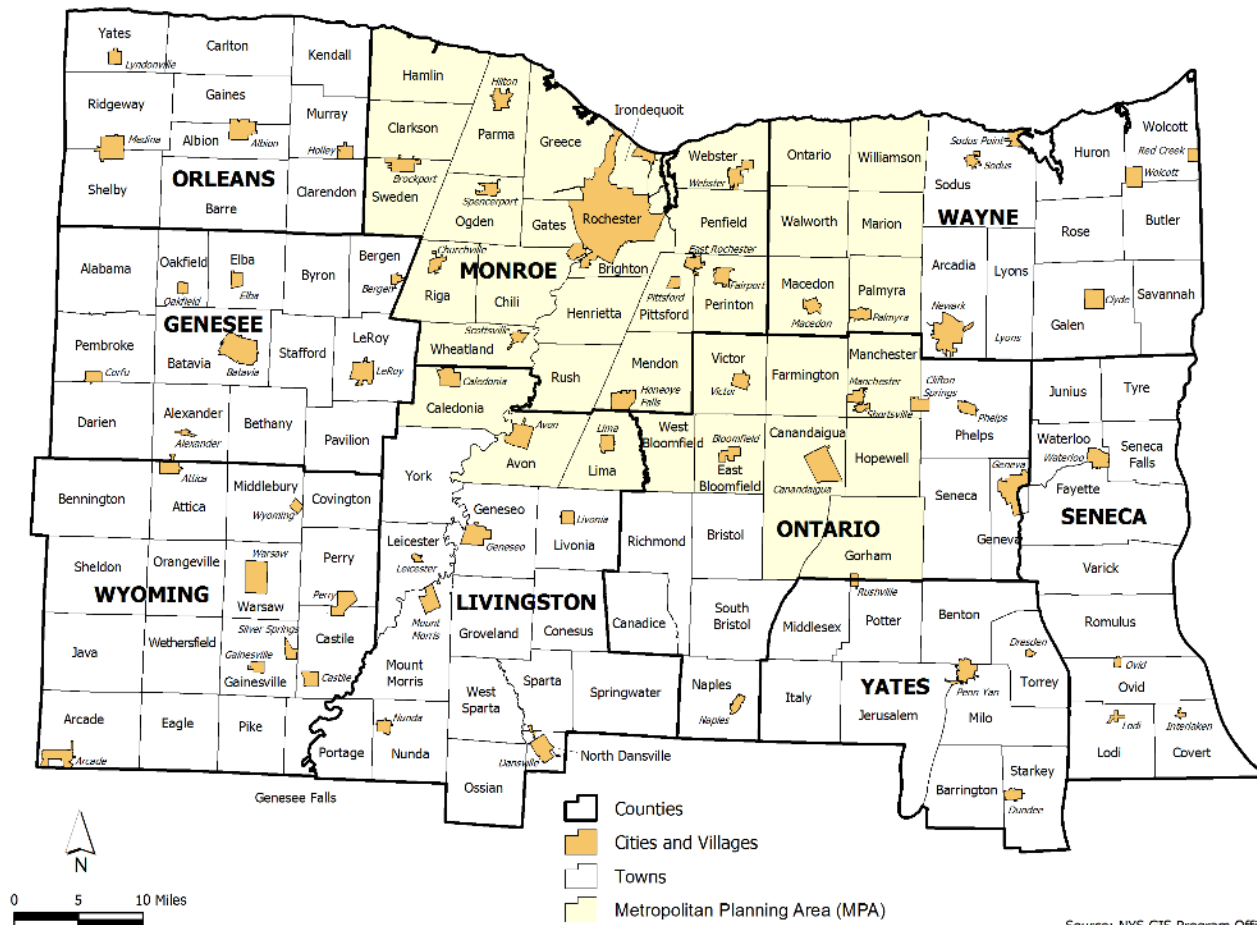 Yates
Lyndonville
Carlton
Kendall
Ridgeway
Medina
Gaines
Albion
Albion
Murray
Holley
Shelby
ORLEANS
Barre
Clarendon
Hamlin
Hilton
Irondequoit
Clarkson
Parma
Greece
Brockport
Sweden
Spencerport
Ogden
Gates
Rochester
Webster
Webster
Penfield
East Rochester
Churchville
MONROE
Brighton
Riga
Chili
Henrietta
Pittsford
Pittsford
Fairport
Perinton
Scottsville
Wheatland
Rush
Mendon
Honeoye
Falls
Ontario
Williamson
Sodus Point
Sodus
Sodus
Huron
Wolcott
Red Creek
Wolcott
Walworth
Marion
WAYNE
Rose
Butler
Macedon
Macedon
Palmyra
Palmyra
Arcadia
Newark
Lyons
Lyons
Clyde
Galen
Savannah
Alabama
Oakfield
Oakfield
Elba
Elba
Byron
Bergen
Bergen
GENESEE
Pembroke
Corfu
Batavia
Batavia
Stafford
LeRoy
LeRoy
Darien
Alexander
Alexander
Bethany
Pavilion
Caledonia
Caledonia
Avon
Avon
Lima
Lima
Victor
Victor
Farmington
Manchester
Manchester
Shortsville
Clifton
Springs
Phelps
Phelps
West
Bloomfield
Bloomfield
East
Bloomfield
Canandaigua
Canandaigua
Hopewell
Seneca
Geneva
Geneva
Junius
Tyre
Waterloo
Waterloo
Seneca
Falls
Fayette
SENECA
Varick
Romulus
Ovid
Ovid
Lodi
Lodi
Interlaken
Covert
Bennington
Attica
Attica
Middlebury
Wyoming
Covington
York
Sheldon
Orangeville
Warsaw
Warsaw
Perry
Perry
WYOMING
Java
Wethersfield
Silver Springs
Gainesville
Gainesville
Castile
Castile
Arcade
Arcade
Eagle
Pike
Genesee Falls
Leicester
Leicester
Geneseo
Geneseo
Livonia
Livonia
LIVINGSTON
Mount
Morris
Groveland
Conesus
Mount
Morris
West
Sparta
Sparta
Springwater
Portage
Nunda
Nunda
Dansville
North Dansville
Ossian
Richmond
Bristol
ONTARIO
Gorham
Rushville
Canadice
South
Bristol
Naples
Naples
Middlesex
Potter
Benton
Dresden
Torrey
Italy
YATES
Jerusalem
Penn Yan
Milo
Barrington
Starkey
Dundee
N
0 5 10 Miles
Counties
Cities and Villages
Towns
Metropolitan Planning Area (MPA)